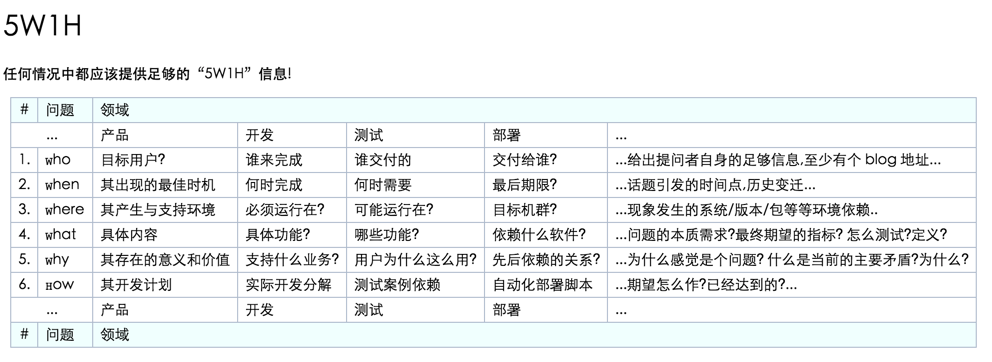 5W1H
任何情况中都应该提供足够的“5W1H”信息!
# 问题 领域
... 产品 开发 测试 部署 ...
1. who 目标用户? 谁来完成 谁交付的 交付给谁? ...给出提问者自身的足够信息,至少有个 blog 地址...
2. when 其出现的最佳时机 何时完成 何时需要 最后期限? ...话题引发的时间点,历史变迁...
3. where 其产生与支持环境 必须运行在? 可能运行在? 目标机群? ...现象发生的系统/版本/包等等环境依赖..
4. what 具体内容 具体功能? 哪些功能? 依赖什么软件? ...问题的本质需求?最终期望的指标? 怎么测试?定义?
5. why 其存在的意义和价值 支持什么业务? 用户为什么这么用? 先后依赖的关系? ...为什么感觉是个问题? 什么是当前的主要矛盾?为什么?
6. How 其开发计划 实际开发分解 测试案例依赖 自动化部署脚本 ...期望怎么作?已经达到的?...
... 产品 开发 测试 部署 ...
# 问题 领域